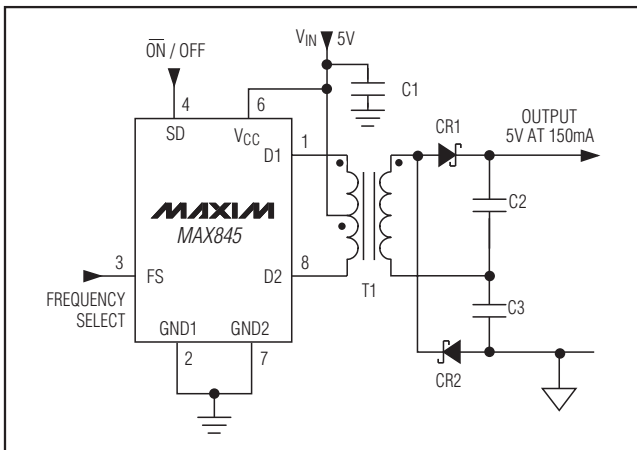 VIN 5V
ON / OFF
C1
4
6
SD
VCC
D1
1
CR1
OUTPUT
5V AT 150mA
MAXIM
MAX845
C2
3
FS
D2
8
T1
FREQUENCY
SELECT
C3
GND1
GND2
2
7
CR2